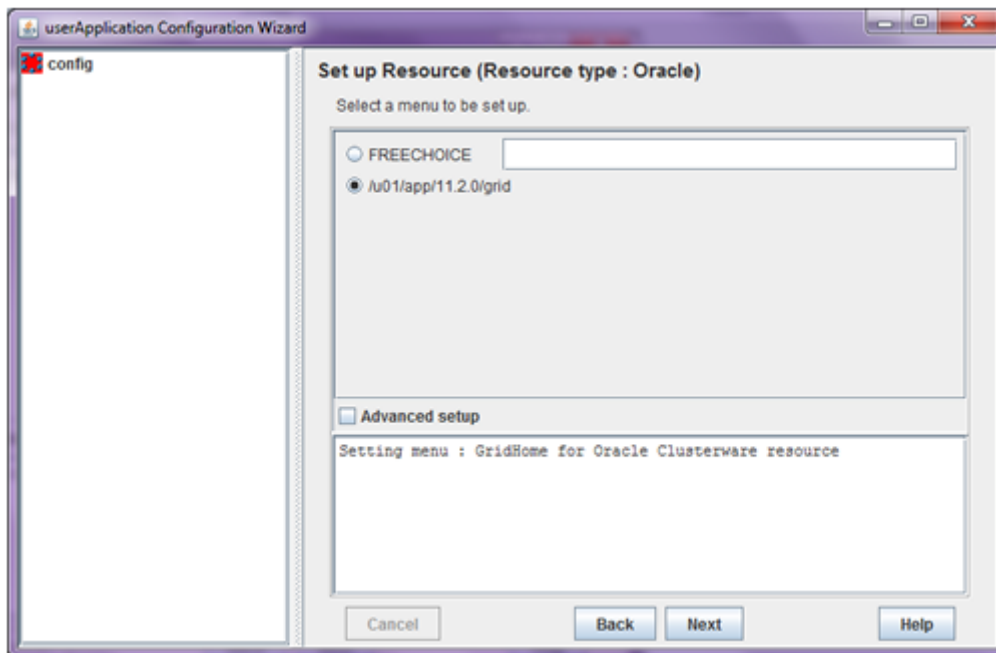 userApplication Configuration Wizard
config
Set up Resource (Resource type : Oracle)
Select a menu to be set up.
FREECHOICE
/u01/app/11.2.0/grid
Advanced setup
Setting menu : GridHome for Oracle Clusterware resource
Cancel
Back
Next
Help